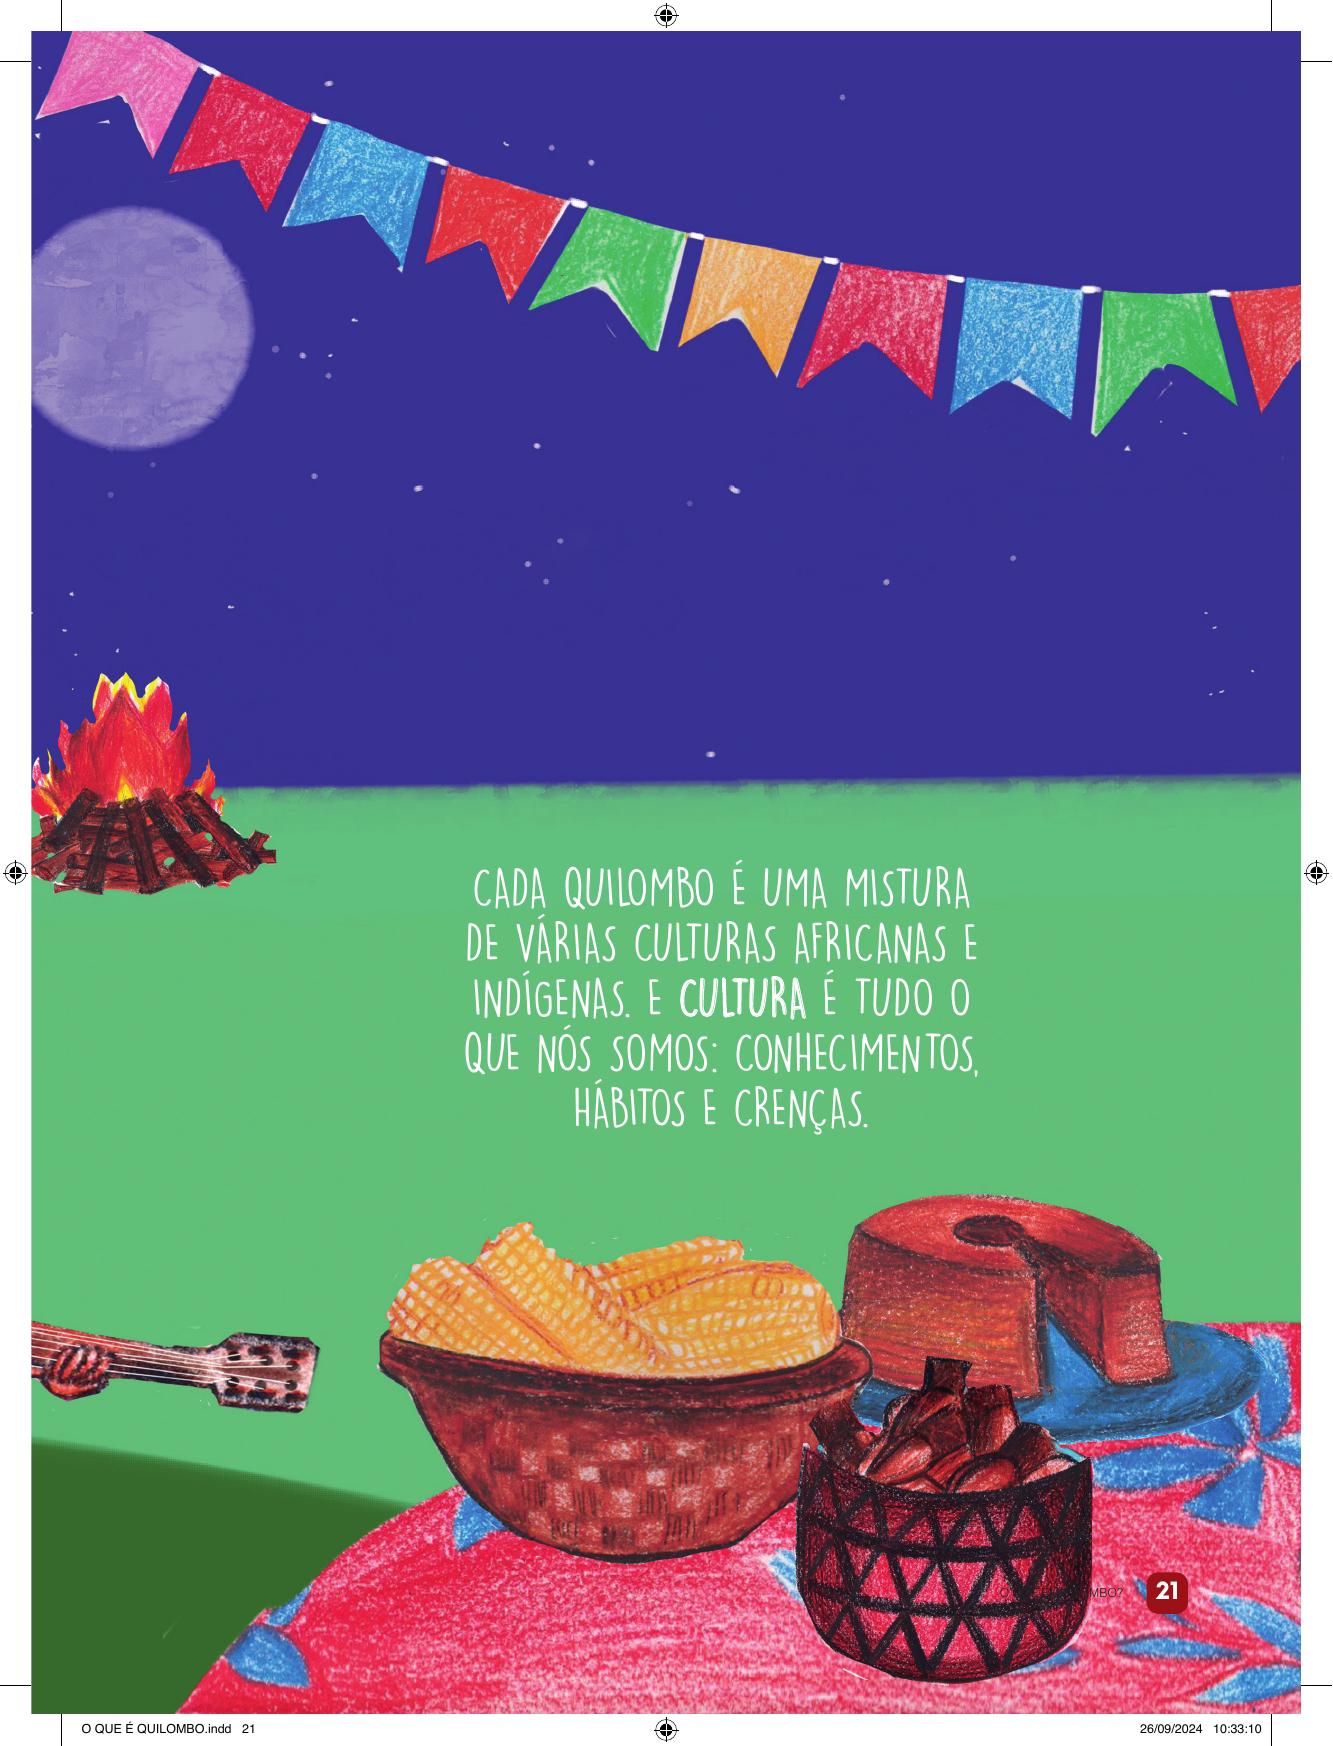 CADA QUILOMBO É UMA MISTURA
DE VÁRIAS CULTURAS AFRICANAS E
INDÍGENAS. E CULTURA É TUDO O
QUE NÓS SOMOS: CONHECIMENTOS,
HÁBITOS E CRENÇAS.
21
O QUE É QUILOMBO.indd 21
26/09/2024 10:33:10